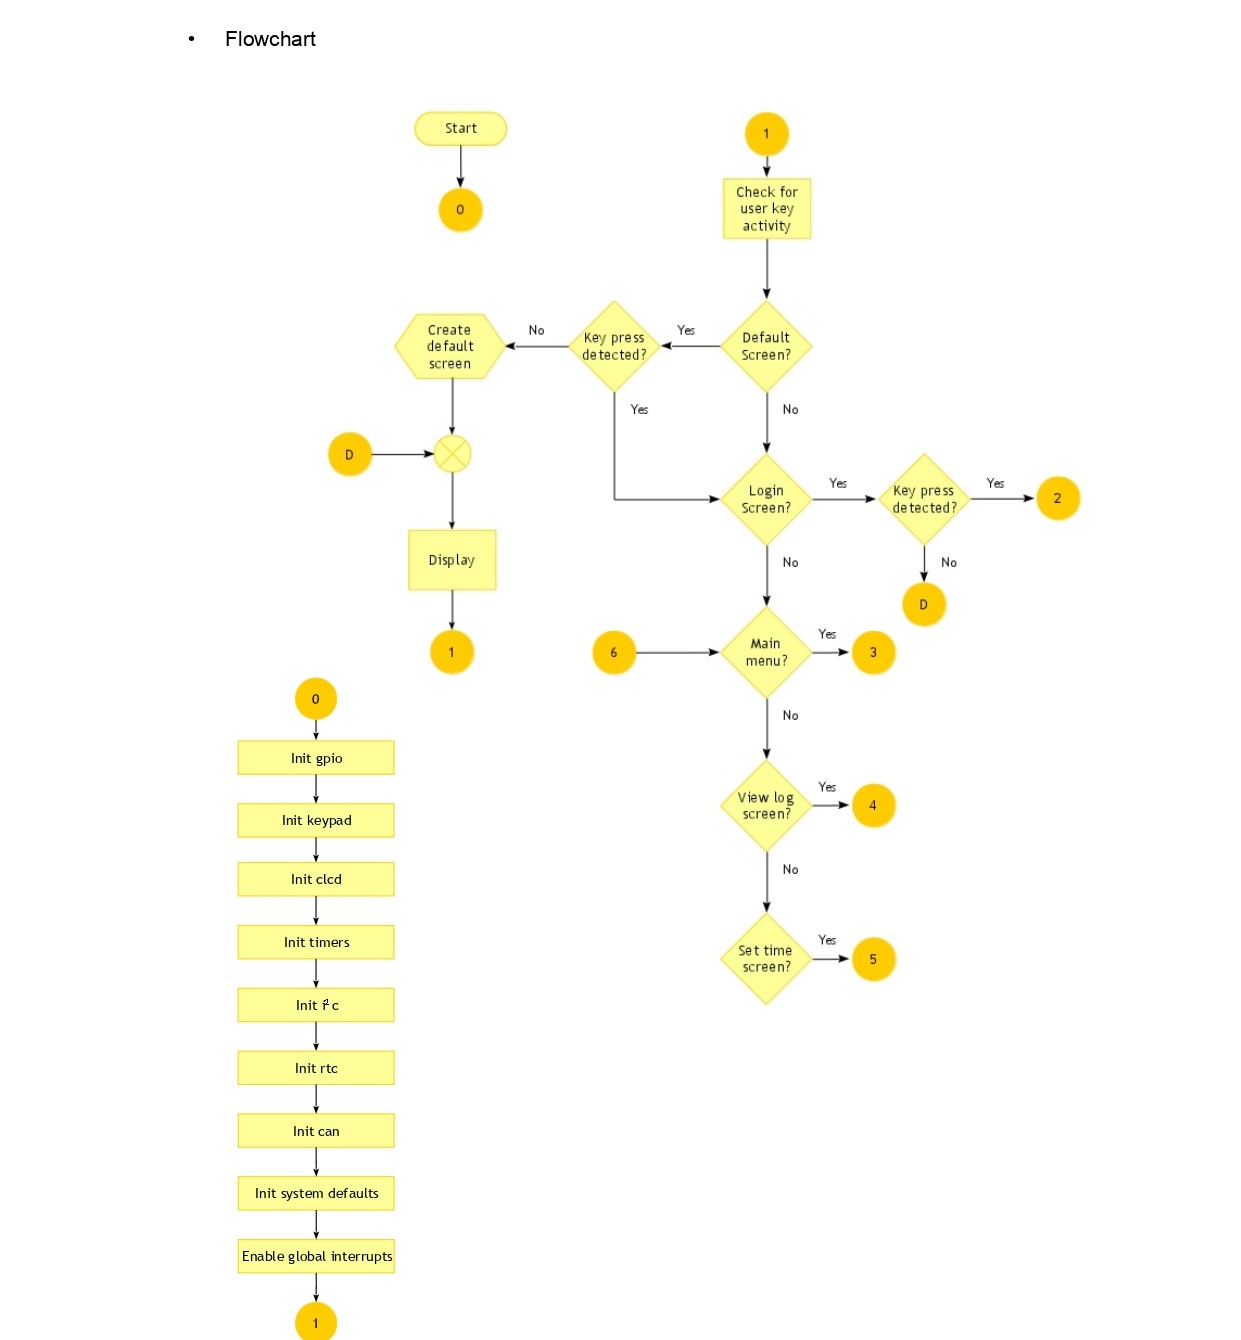 • Flowchart
Start
0
1
Check for
user key
activity
Default
Screen?
Yes
No
Key press
detected?
No
Yes
Create
default
screen
D
Display
1
Login
Screen?
Yes
No
Key press
detected?
Yes
2
No
D
6
Main
menu?
Yes
3
No
View log
screen?
Yes
4
No
Set time
screen?
Yes
5
0
Init gpio
Init keypad
Init clcd
Init timers
Init i²c
Init rtc
Init can
Init system defaults
Enable global interrupts
1